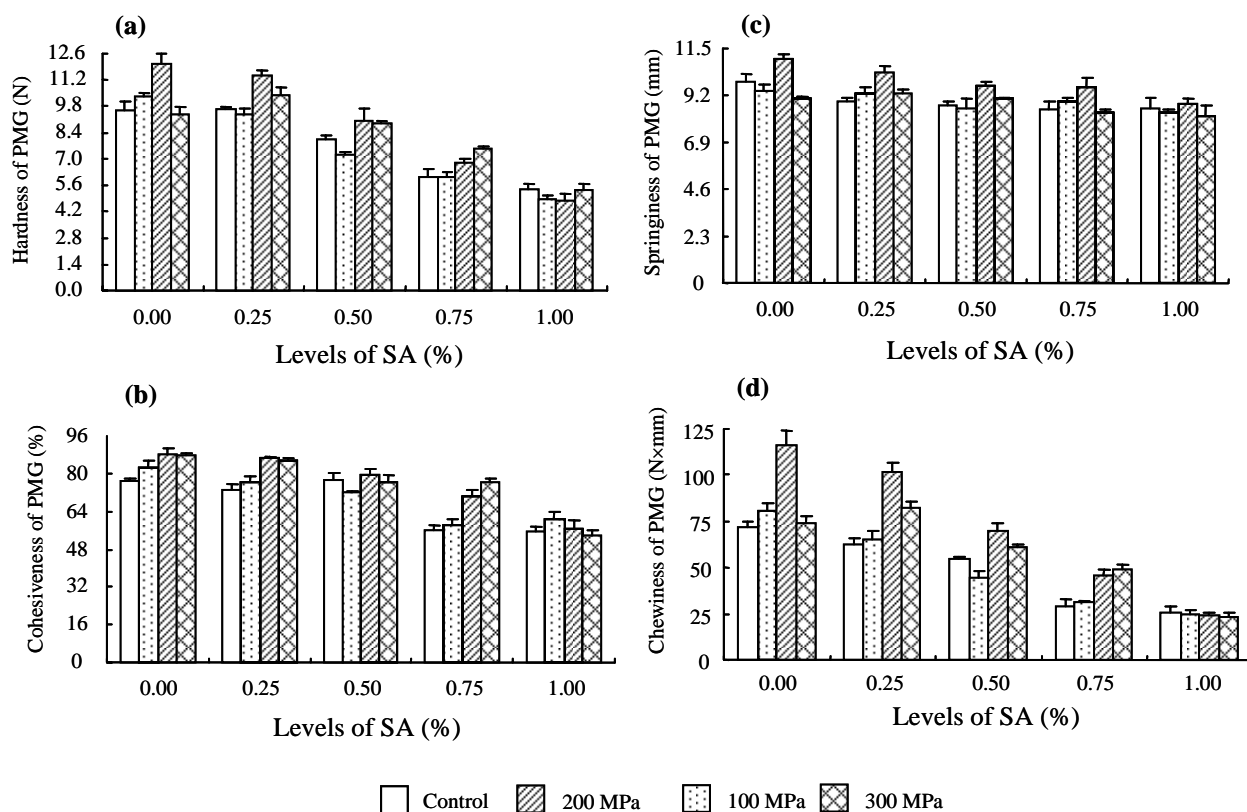 (a)
Hardness of PMG (N)
12.6
11.2
9.8
8.4
7.0
5.6
4.2
2.8
1.4
0.0
0.00 0.25 0.50 0.75 1.00
Levels of SA (%)
(c)
Springiness of PMG (mm)
11.5
9.2
6.9
4.6
2.3
0
0.00 0.25 0.50 0.75 1.00
Levels of SA (%)
(b)
Cohesiveness of PMG (%)
96
80
64
48
32
16
0
0.00 0.25 0.50 0.75 1.00
Levels of SA (%)
(d)
Chewiness of PMG (N×mm)
125
100
75
50
25
0
0.00 0.25 0.50 0.75 1.00
Levels of SA (%)
Control 200 MPa 100 MPa 300 MPa